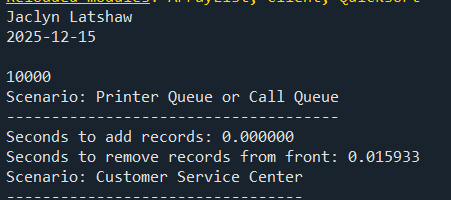 Reloaded modules: ArrayList, Client, QuickSort
Jaclyn Latshaw
2025-12-15

10000
Scenario: Printer Queue or Call Queue
-------------------------------------
Seconds to add records: 0.000000
Seconds to remove records from front: 0.015933
Scenario: Customer Service Center
---------------------------------